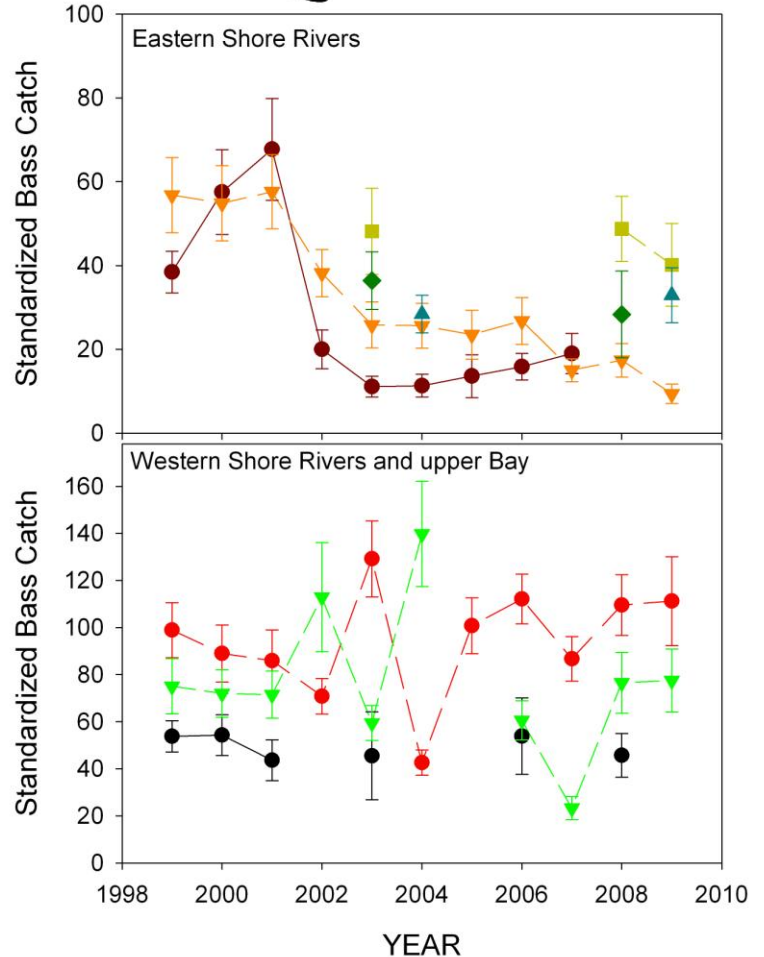 100
Eastern Shore Rivers
80
60
40
20
0
Standardized Bass Catch
Western Shore Rivers and upper Bay
160
140
120
100
80
60
40
20
0
Standardized Bass Catch
1998 2000 2002 2004 2006 2008 2010
YEAR